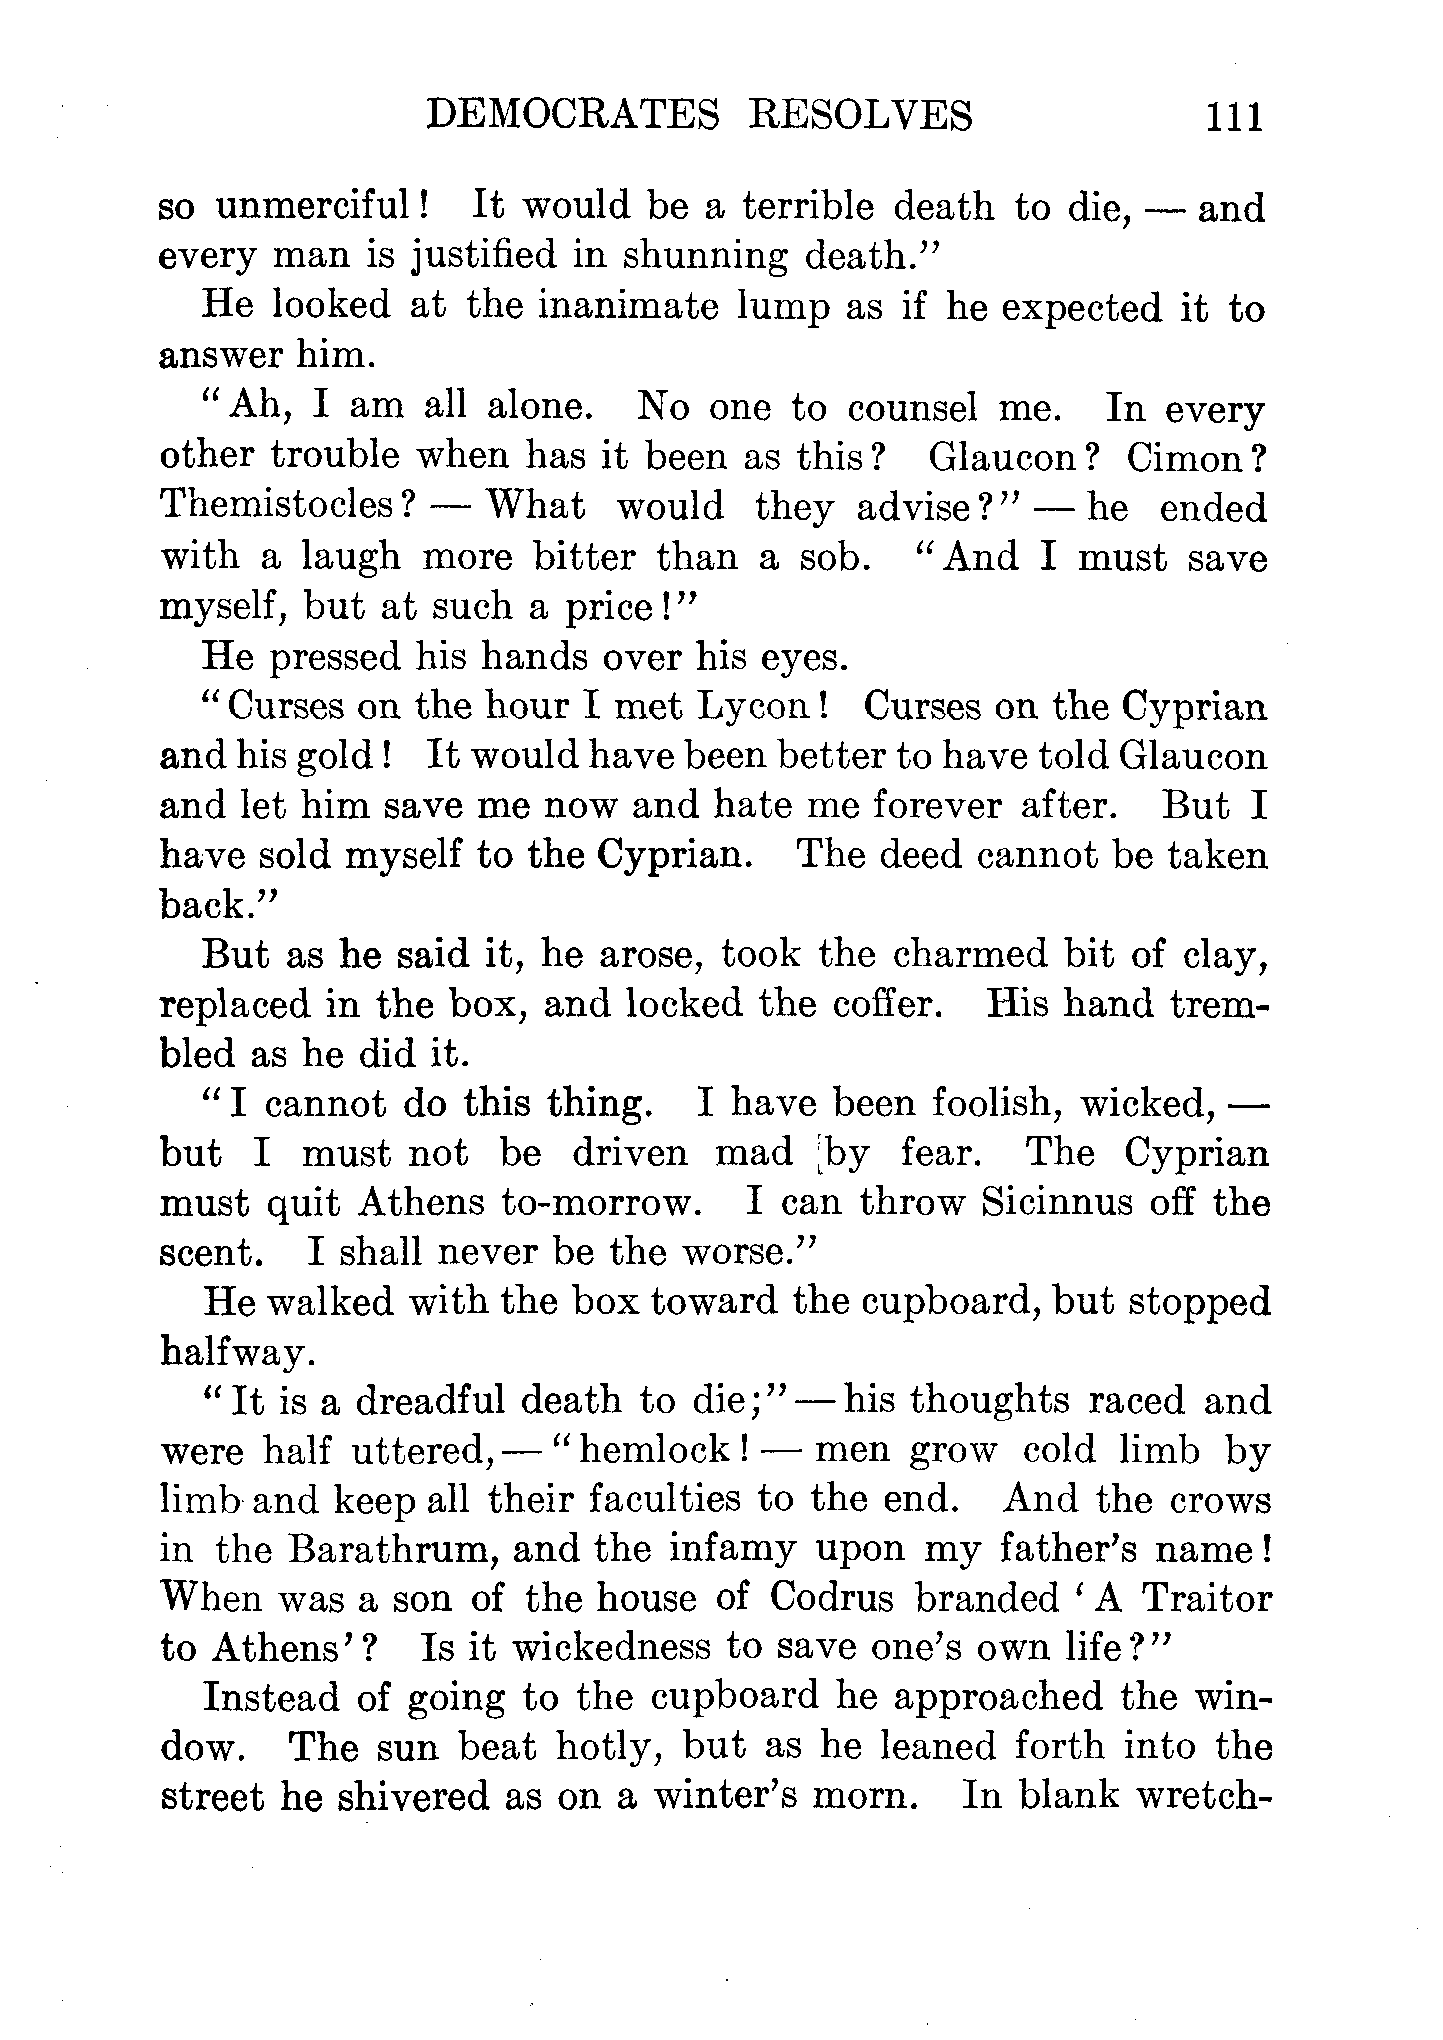 DEMOCRATES RESOLVES 111
so unmerciful! It would be a terrible death to die, — and
every man is justified in shunning death."
He looked at the inanimate lump as if he expected it to
answer him.
"Ah, I am all alone. No one to counsel me. In every
other trouble when has it been as this? Glaucon? Cimon?
Themistocles? — What would they advise?" — he ended
with a laugh more bitter than a sob. "And I must save
myself, but at such a price!"
He pressed his hands over his eyes.
"Curses on the hour I met Lycon! Curses on the Cyprian
and his gold! It would have been better to have told Glaucon
and let him save me now and hate me forever after. But I
have sold myself to the Cyprian. The deed cannot be taken
back."
But as he said it, he arose, took the charmed bit of clay,
replaced in the box, and locked the coffer. His hand trem-
bled as he did it.
"I cannot do this thing. I have been foolish, wicked, —
but I must not be driven mad by fear. The Cyprian
must quit Athens to-morrow. I can throw Sicinnus off the
scent. I shall never be the worse."
He walked with the box toward the cupboard, but stopped
halfway.
"It is a dreadful death to die;" — his thoughts raced and
were half uttered, — "hemlock! — men grow cold limb by
limb and keep all their faculties to the end. And the crows
in the Barathrum, and the infamy upon my father's name!
When was a son of the house of Codrus branded 'A Traitor
to Athens'? Is it wickedness to save one's own life?"
Instead of going to the cupboard he approached the win-
dow. The sun beat hotly, but as he leaned forth into the
street he shivered as on a winter's morn. In blank wretch-